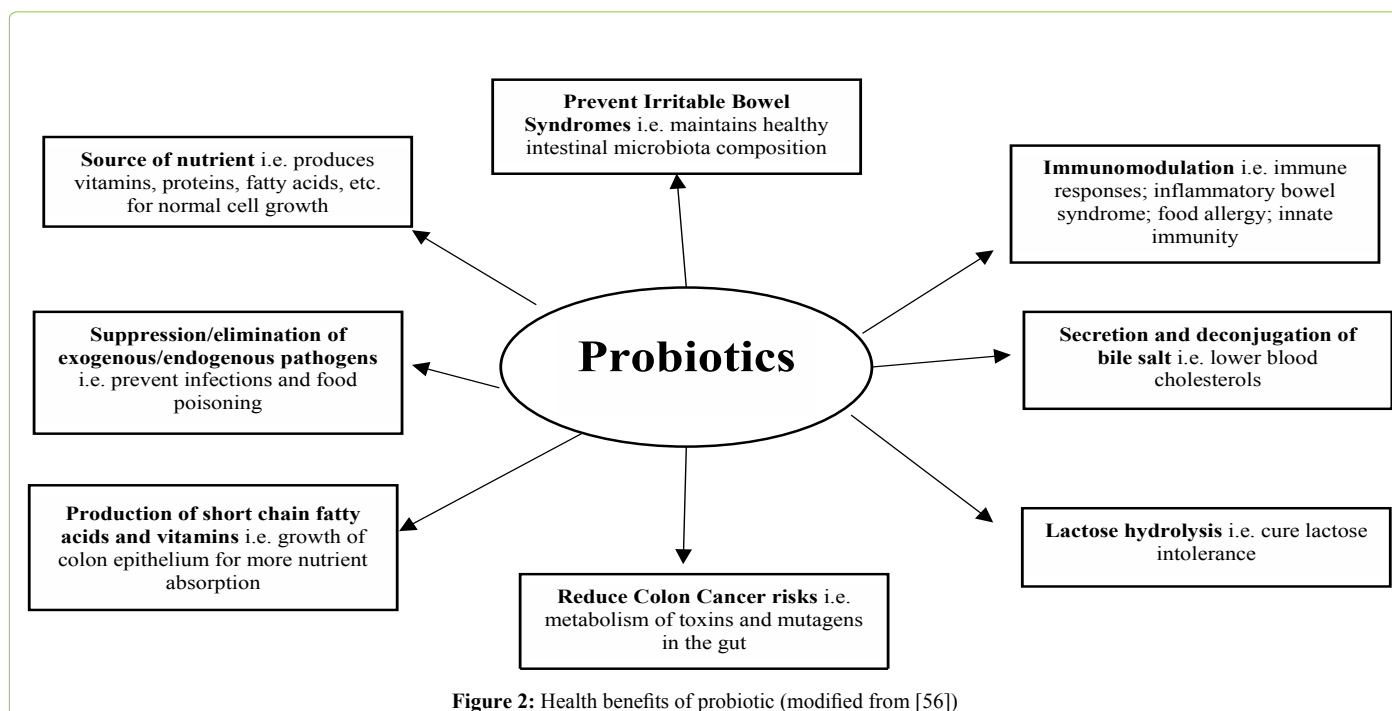 Prevent Irritable Bowel
Syndromes i.e. maintains healthy
intestinal microbiota composition
Source of nutrient i.e. produces
vitamins, proteins, fatty acids, etc.
for normal cell growth
Immunomodulation i.e. immune
responses; inflammatory bowel
syndrome; food allergy; innate
immunity
Suppression/elimination of
exogenous/endogenous pathogens
i.e. prevent infections and food
poisoning
Probiotics
Secretion and deconjugation of
bile salt i.e. lower blood
cholesterols
Production of short chain fatty
acids and vitamins i.e. growth of
colon epithelium for more nutrient
absorption
Lactose hydrolysis i.e. cure lactose
intolerance
Reduce Colon Cancer risks i.e.
metabolism of toxins and mutagens
in the gut
Figure 2: Health benefits of probiotic (modified from [56])